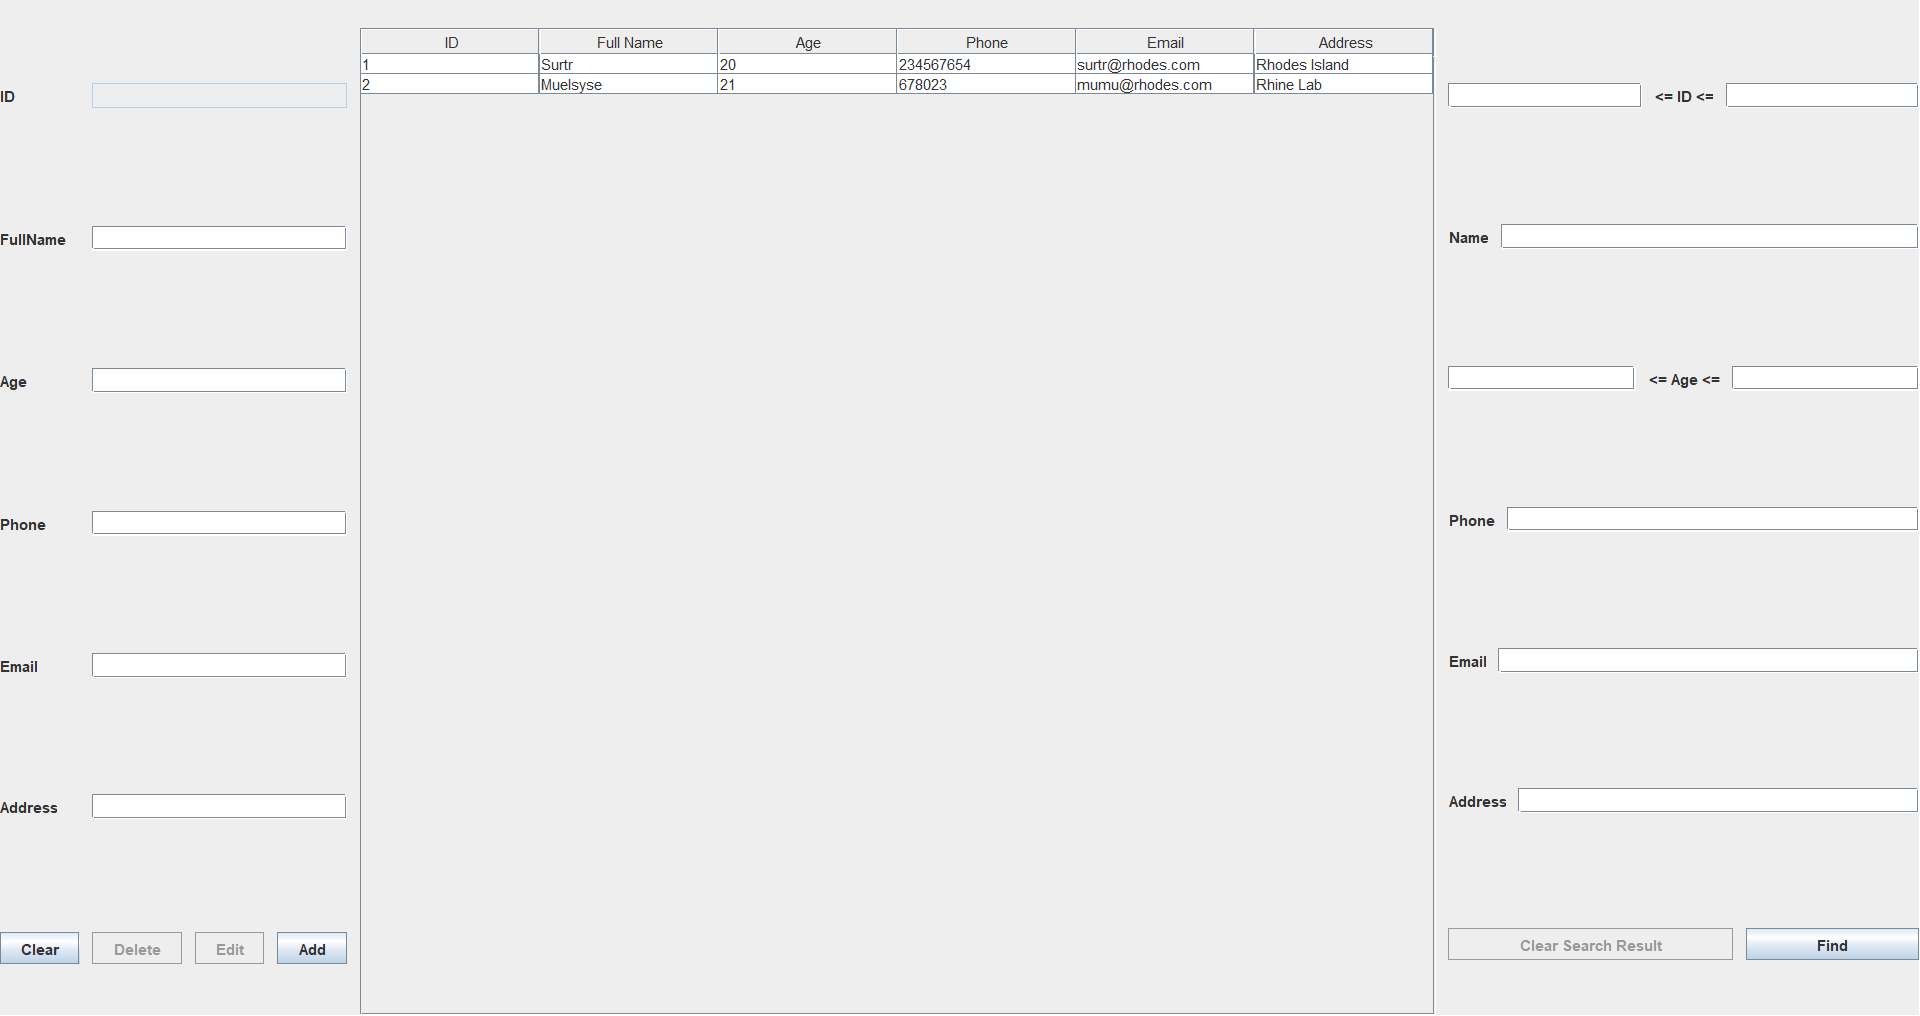 ID
FullName
Age
Phone
Email
Address
Clear Delete Edit Add
ID Full Name Age Phone Email Address
1 Surtr 20 234567654 surtr@rhodes.com Rhodes Island
2 Muelsyse 21 678023 mumu@rhodes.com Rhine Lab
<= ID <=
Name
<= Age <=
Phone
Email
Address
Clear Search Result Find